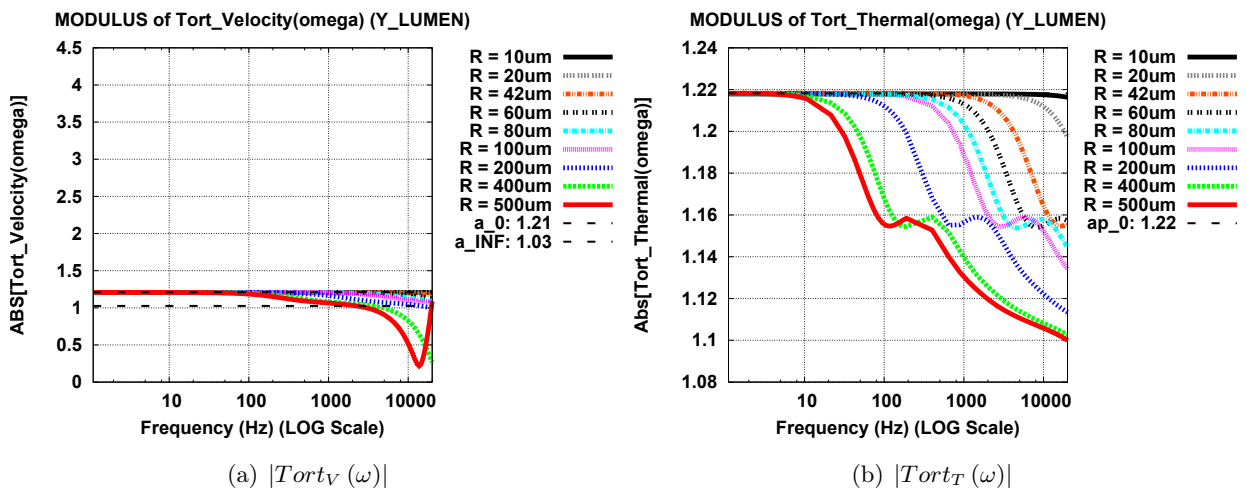 MODULUS of Tort_Velocity(omega) (Y_LUMEN)
ABS[Tort_Velocity(omega)]
4.5
4
3.5
3
2.5
2
1.5
1
0.5
0
10
100
1000
10000
Frequency (Hz) (LOG Scale)
R = 10um
R = 20um
R = 42um
R = 60um
R = 80um
R = 100um
R = 200um
R = 400um
R = 500um
a_0: 1.21
a_INF: 1.03
(a) |Tort_V (ω)|
MODULUS of Tort_Thermal(omega) (Y_LUMEN)
Abs[Tort_Thermal(omega)]
1.24
1.22
1.2
1.18
1.16
1.14
1.12
1.1
1.08
10
100
1000
10000
Frequency (Hz) (LOG Scale)
R = 10um
R = 20um
R = 42um
R = 60um
R = 80um
R = 100um
R = 200um
R = 400um
R = 500um
ap_0: 1.22
(b) |Tort_T (ω)|